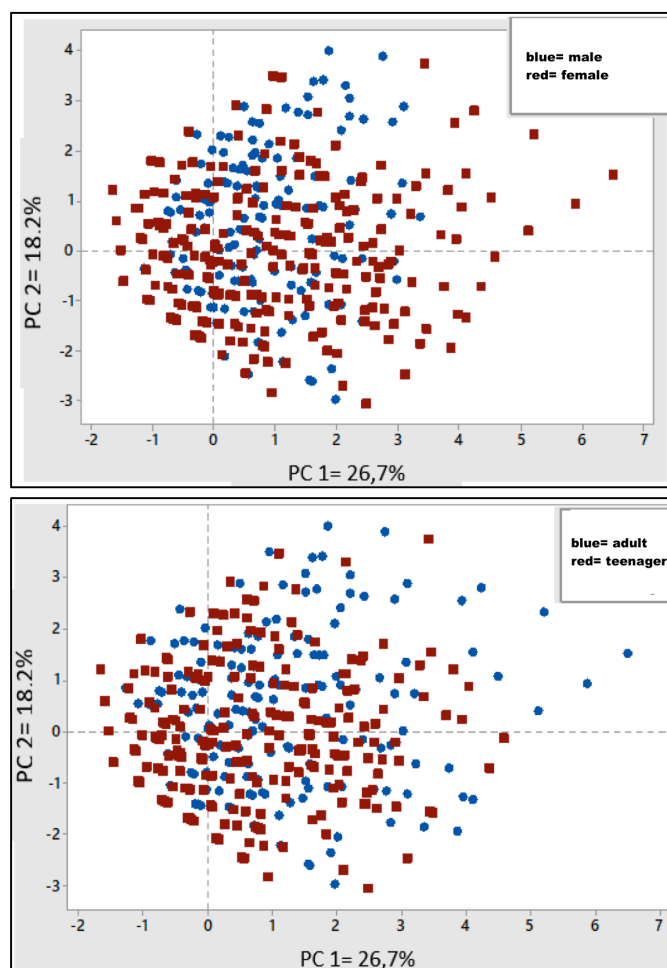 blue= male
red= female
4
3
2
1
0
-1
-2
-3
PC 2= 18.2%
-2 -1 0 1 2 3 4 5 6 7
PC 1= 26,7%
blue= adult
red= teenager
4
3
2
1
0
-1
-2
-3
PC 2= 18.2%
-2 -1 0 1 2 3 4 5 6 7
PC 1= 26,7%